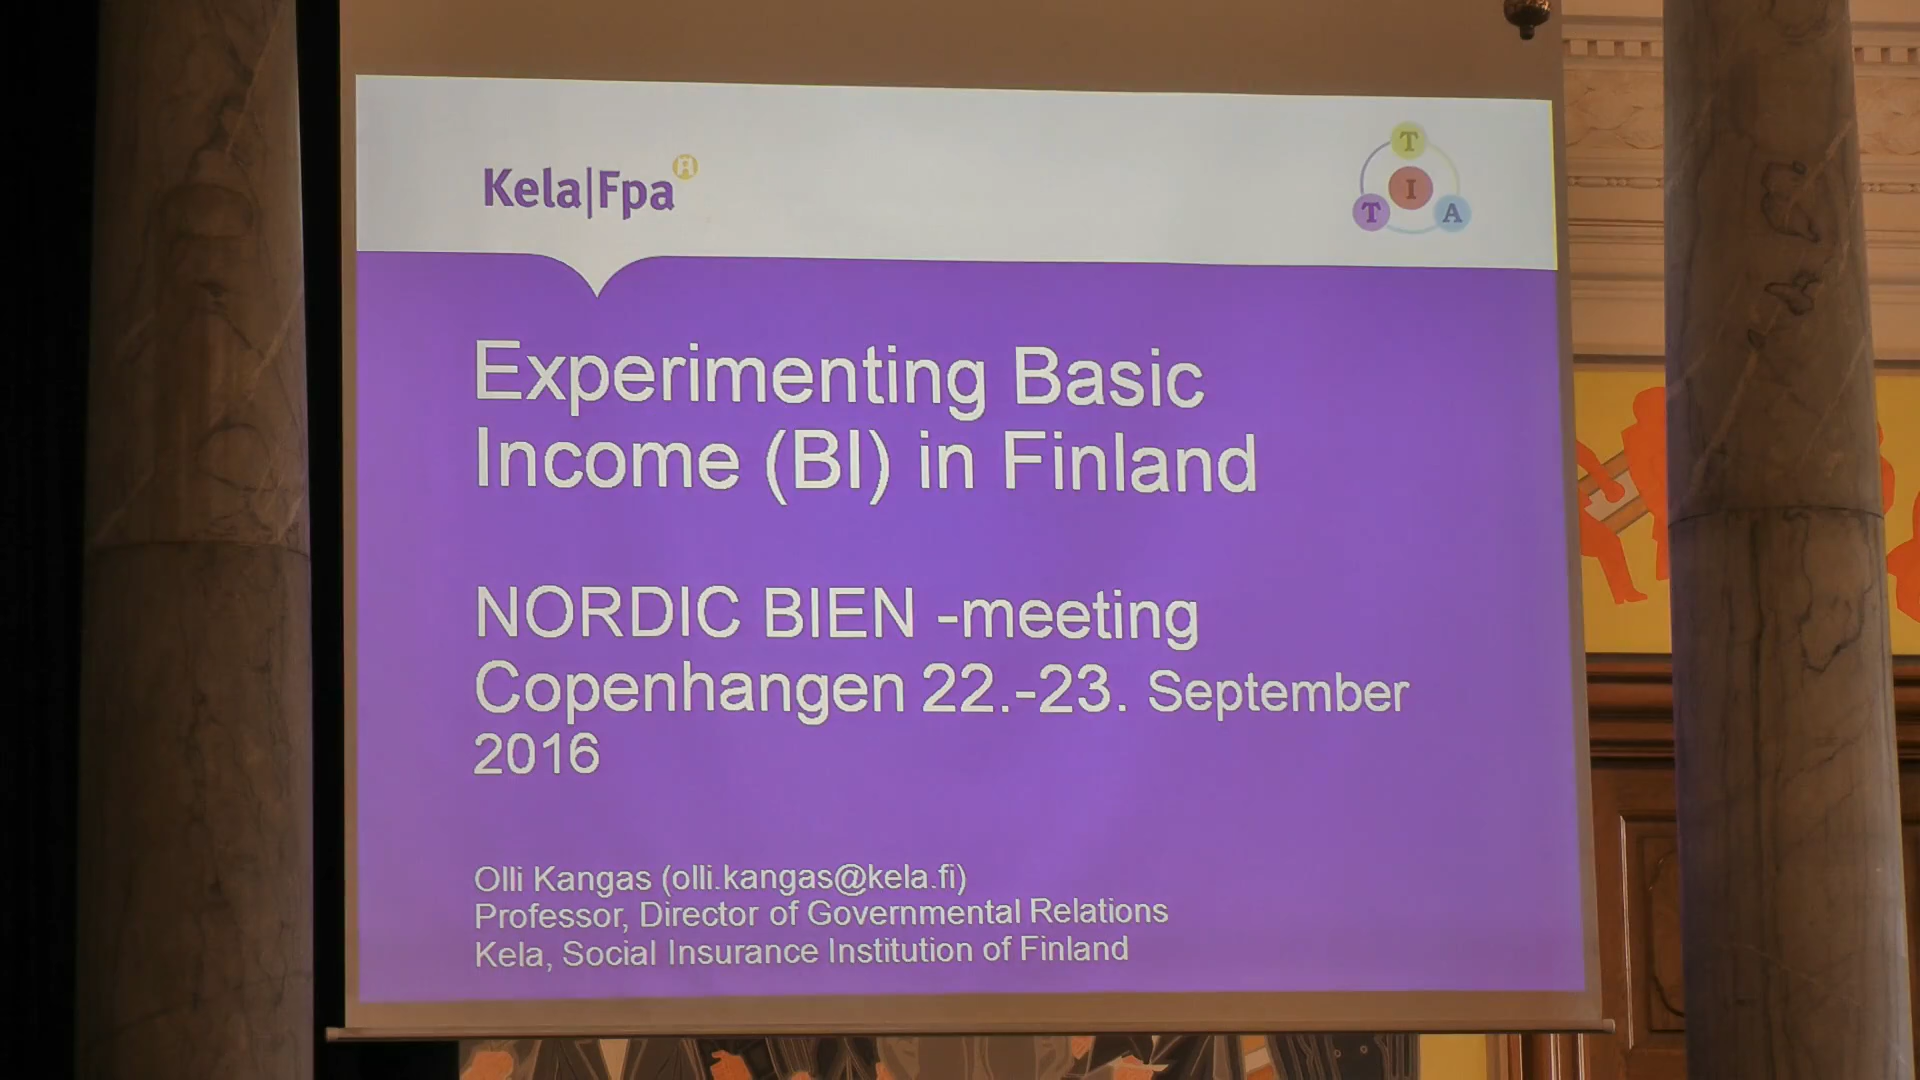 Kela|Fpa
T
I
T A
Experimenting Basic
Income (BI) in Finland
NORDIC BIEN -meeting
Copenhangen 22.-23. September
2016
Olli Kangas (olli.kangas@kela.fi)
Professor, Director of Governmental Relations
Kela, Social Insurance Institution of Finland